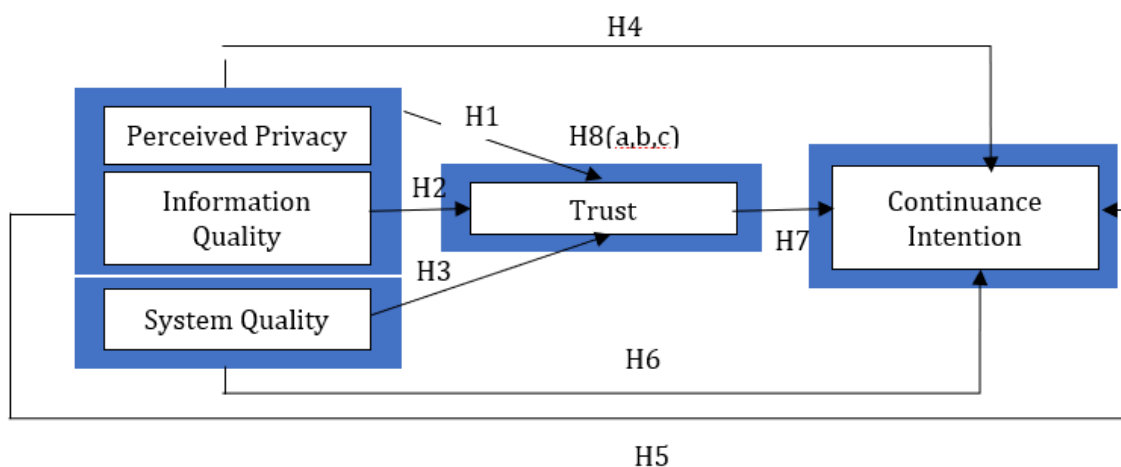 H4
Perceived Privacy
H1
H8(a,b,c)
Information
Quality
H2
Trust
Continuance
Intention
H7
H3
System Quality
H6
H5